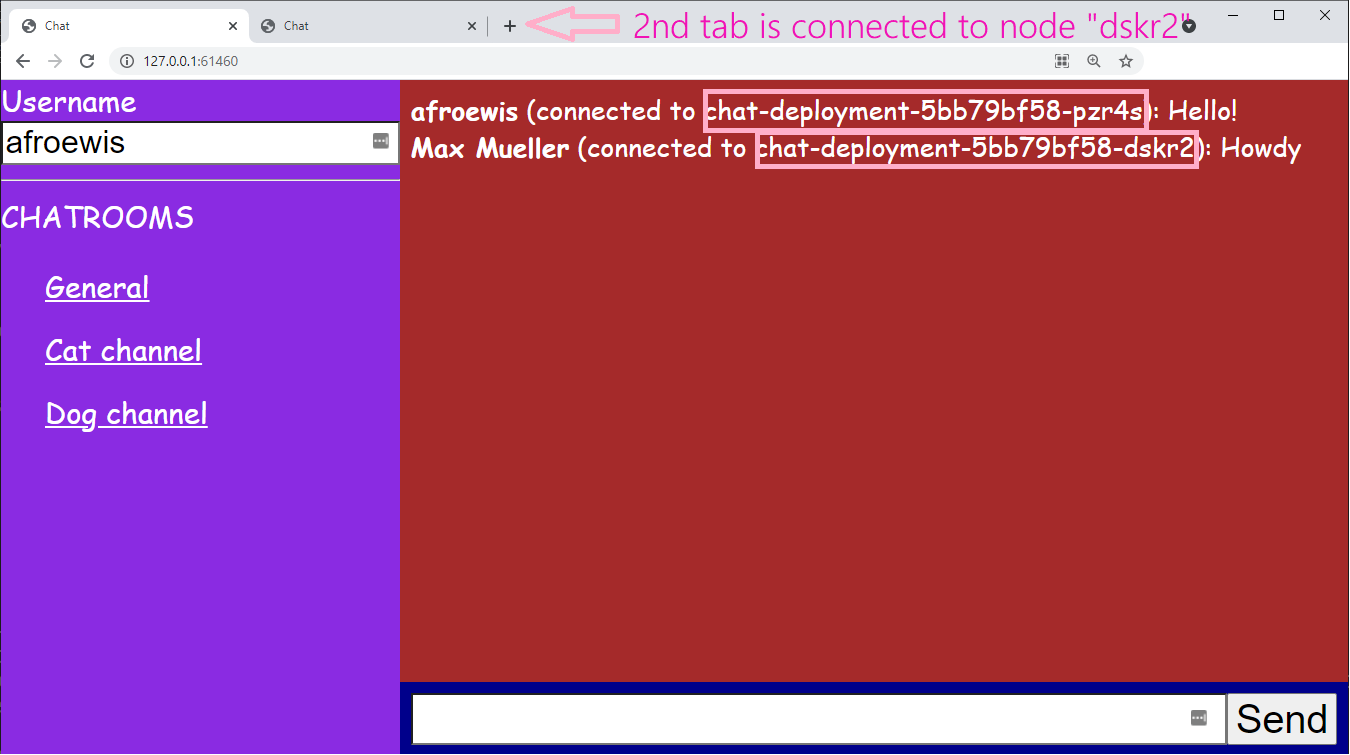 Chat
Chat
2nd tab is connected to node "dskr2"
127.0.0.1:61460
Username
afroewis
CHATROOMS
General
Cat channel
Dog channel
afroewis (connected to chat-deployment-5bb79bf58-pzr4s): Hello!
Max Mueller (connected to chat-deployment-5bb79bf58-dskr2): Howdy
Send